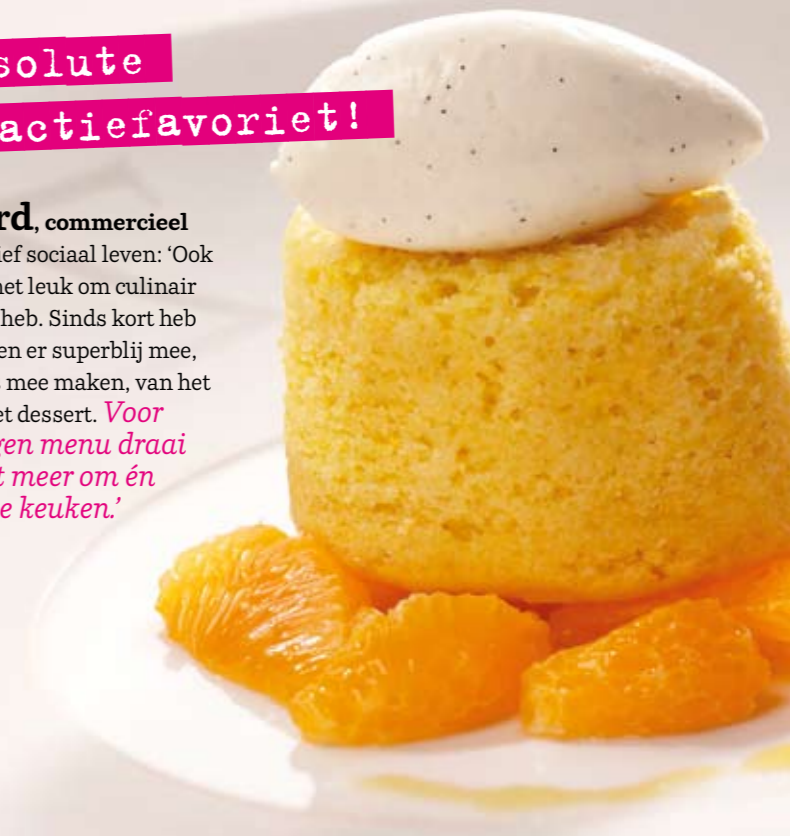 solute
actiefavoriet!
rd, commercieel
ief sociaal leven: ‘Ook
het leuk om culinair
heb. Sinds kort heb
en er superblij mee,
s mee maken, van het
et dessert. Voor
gen menu draai
t meer om én
e keuken.’